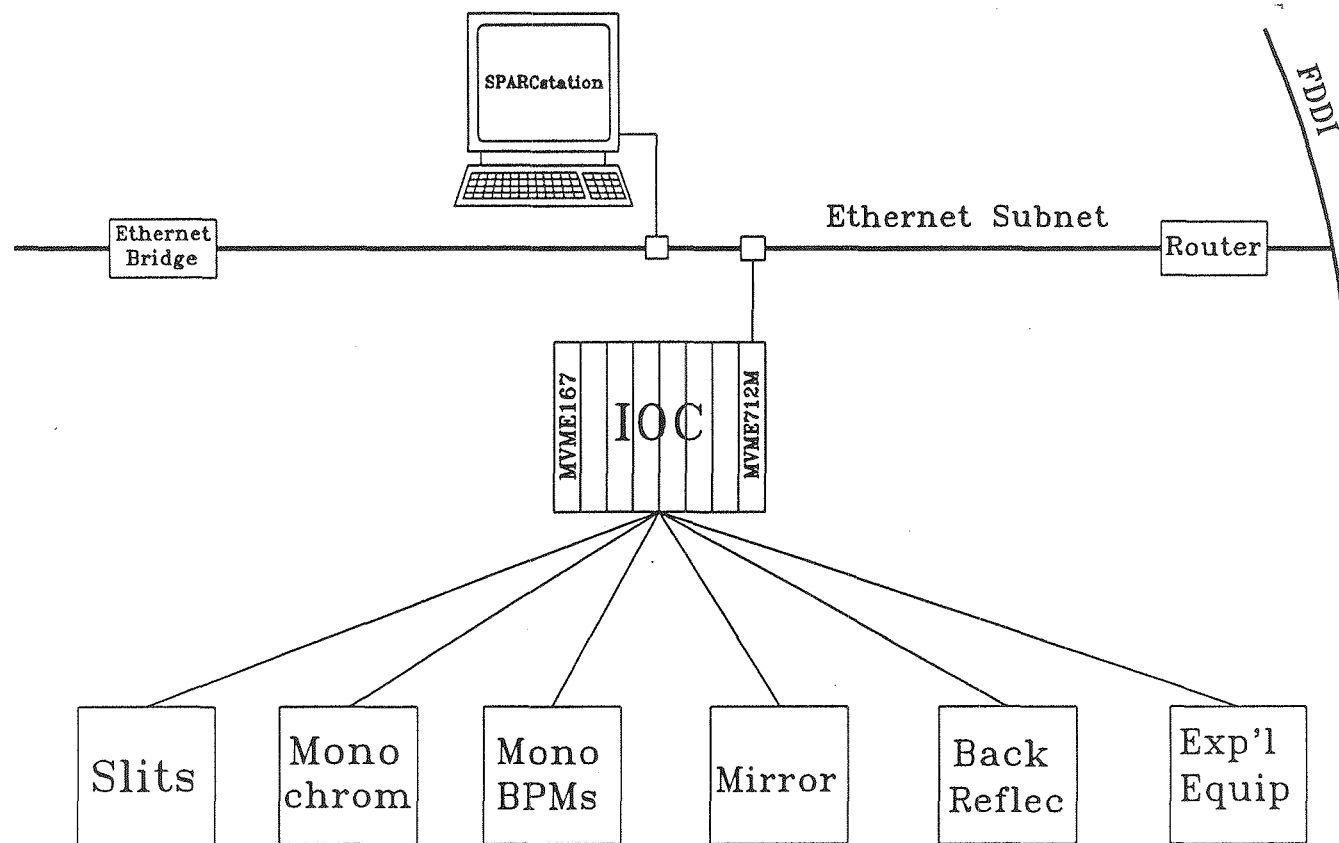 SPARCstation
FDDI
Ethernet Subnet
Ethernet
Bridge
Router
MVME167
IOC
MVME712M
Slits
Mono
chrom
Mono
BPMs
Mirror
Back
Reflec
Exp'l
Equip